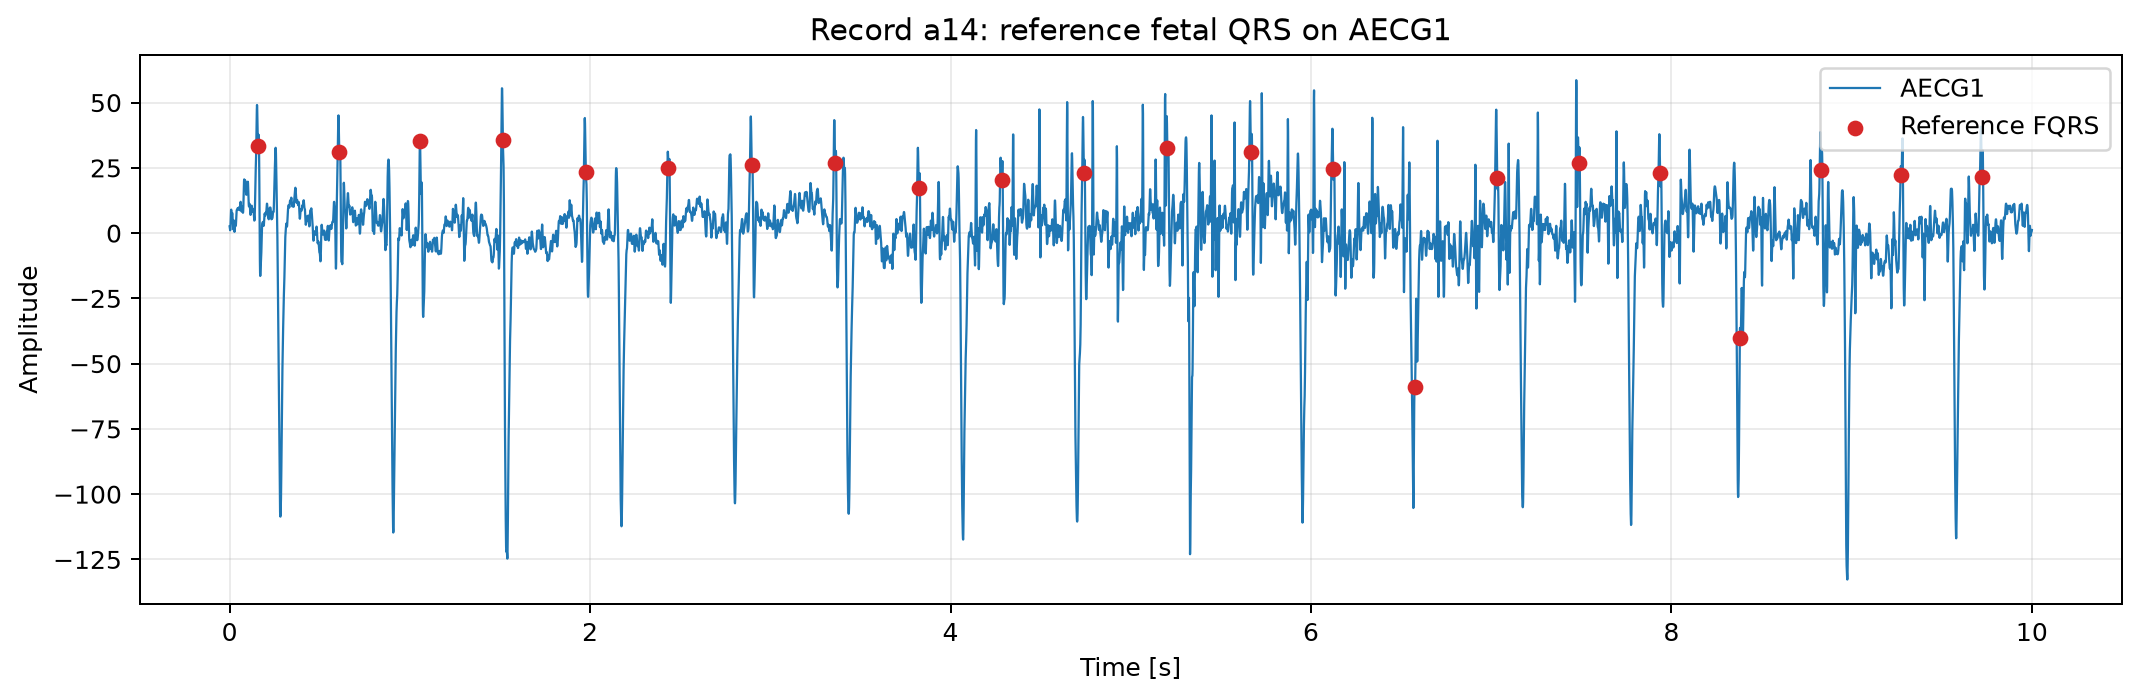 Record a14: reference fetal QRS on AECG1
AECG1
Reference FQRS
Amplitude
50
25
0
−25
−50
−75
−100
−125
0
2
4
6
8
10
Time [s]